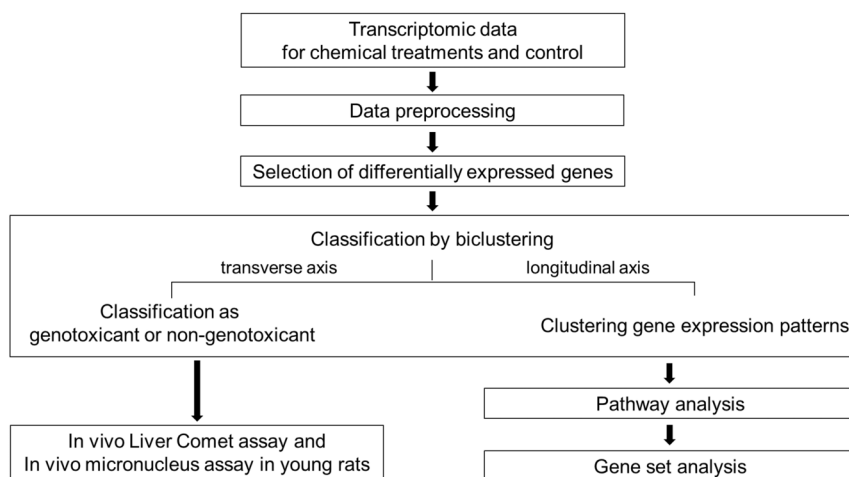 Transcriptomic data
for chemical treatments and control
Data preprocessing
Selection of differentially expressed genes
Classification by biclustering
transverse axis
longitudinal axis
Classification as
genotoxicant or non-genotoxicant
Clustering gene expression patterns
Pathway analysis
In vivo Liver Comet assay and
In vivo micronucleus assay in young rats
Gene set analysis